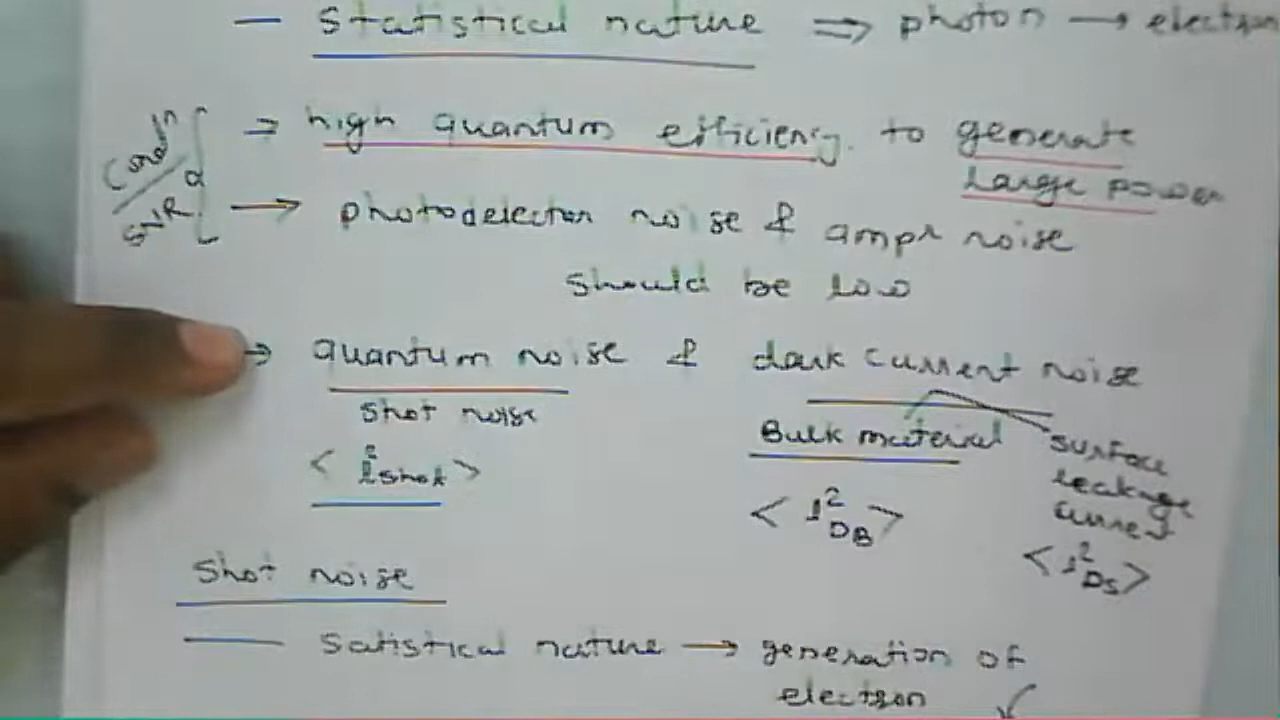 — Statistical nature ⇒ photon → electron
Condn of SNR
⇒ high quantum efficiency to generate
Large power
→ photodetector noise & ampr noise
should be low
→ quantum noise & dark current noise
Shot noise
Bulk material
surface
leakage
current
< i²shot >
< i²DB >
< i²Ds >
Shot noise
— Satistical nature → generation of
electron